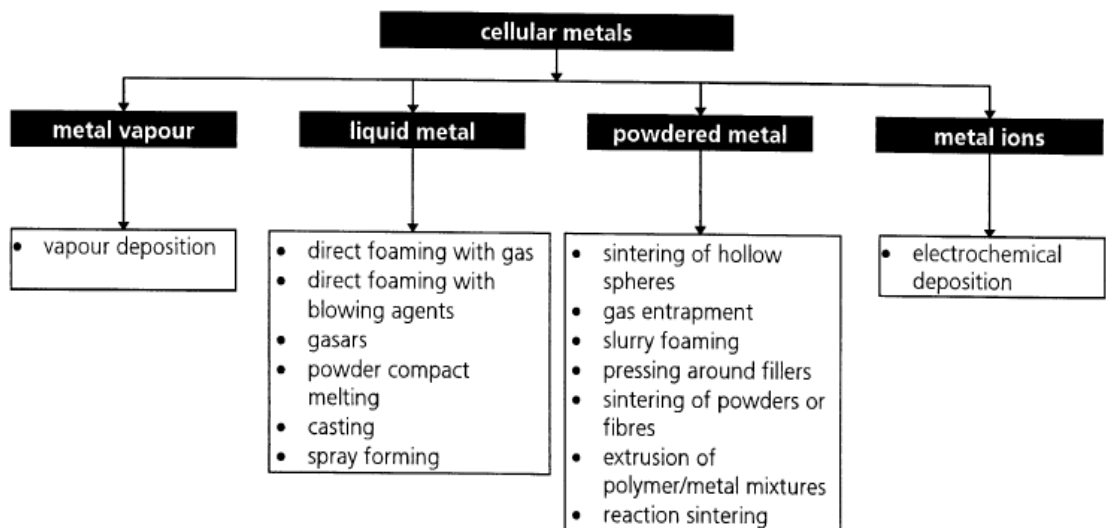 cellular metals
metal vapour
liquid metal
powdered metal
metal ions
• vapour deposition
• direct foaming with gas
• direct foaming with
blowing agents
• gasars
• powder compact
melting
• casting
• spray forming
• sintering of hollow
spheres
• gas entrapment
• slurry foaming
• pressing around fillers
• sintering of powders or
fibres
• extrusion of
polymer/metal mixtures
• reaction sintering
• electrochemical
deposition